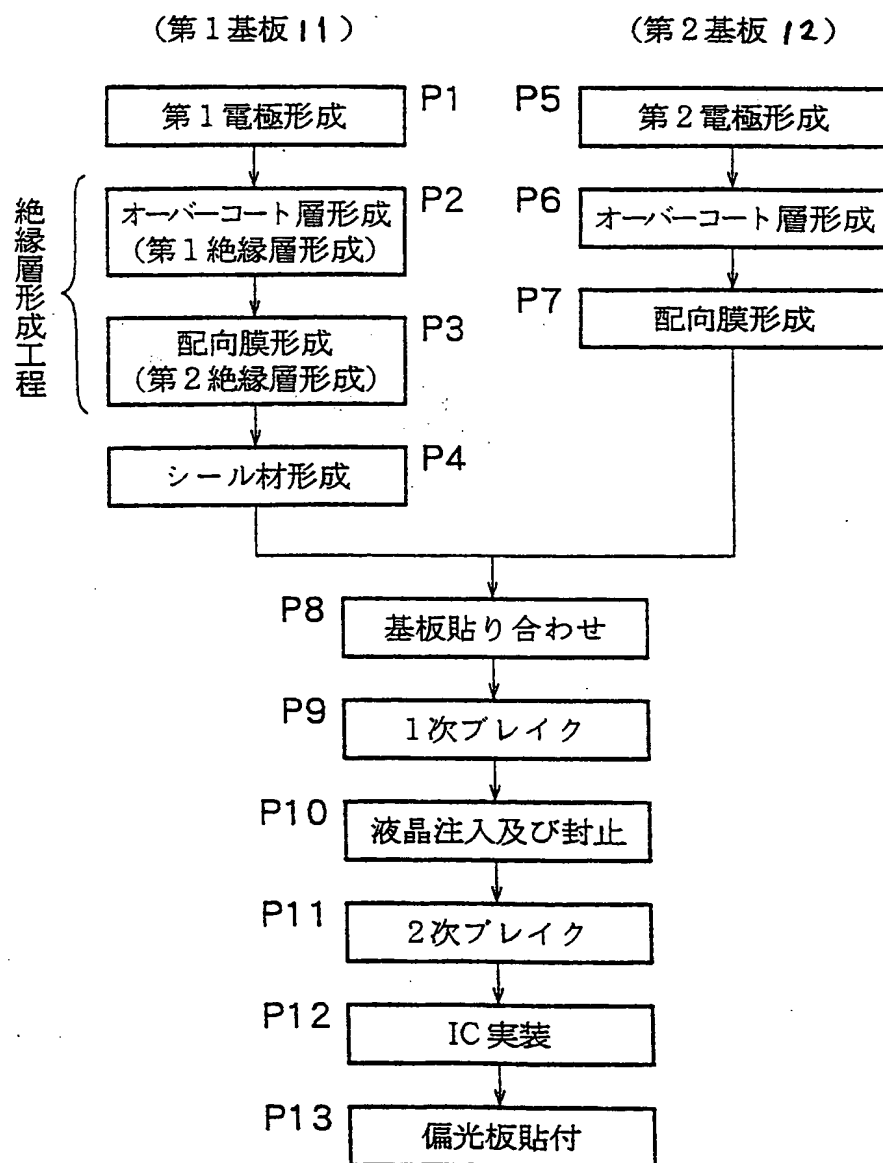 (第1基板11)
(第2基板12)
P1
第1電極形成
P5
第2電極形成
絶縁層形成工程
P2
オーバーコート層形成
(第1絶縁層形成)
P6
オーバーコート層形成
P3
配向膜形成
(第2絶縁層形成)
P7
配向膜形成
P4
シール材形成
P8
基板貼り合わせ
P9
1次ブレイク
P10
液晶注入及び封止
P11
2次ブレイク
P12
IC実装
P13
偏光板貼付